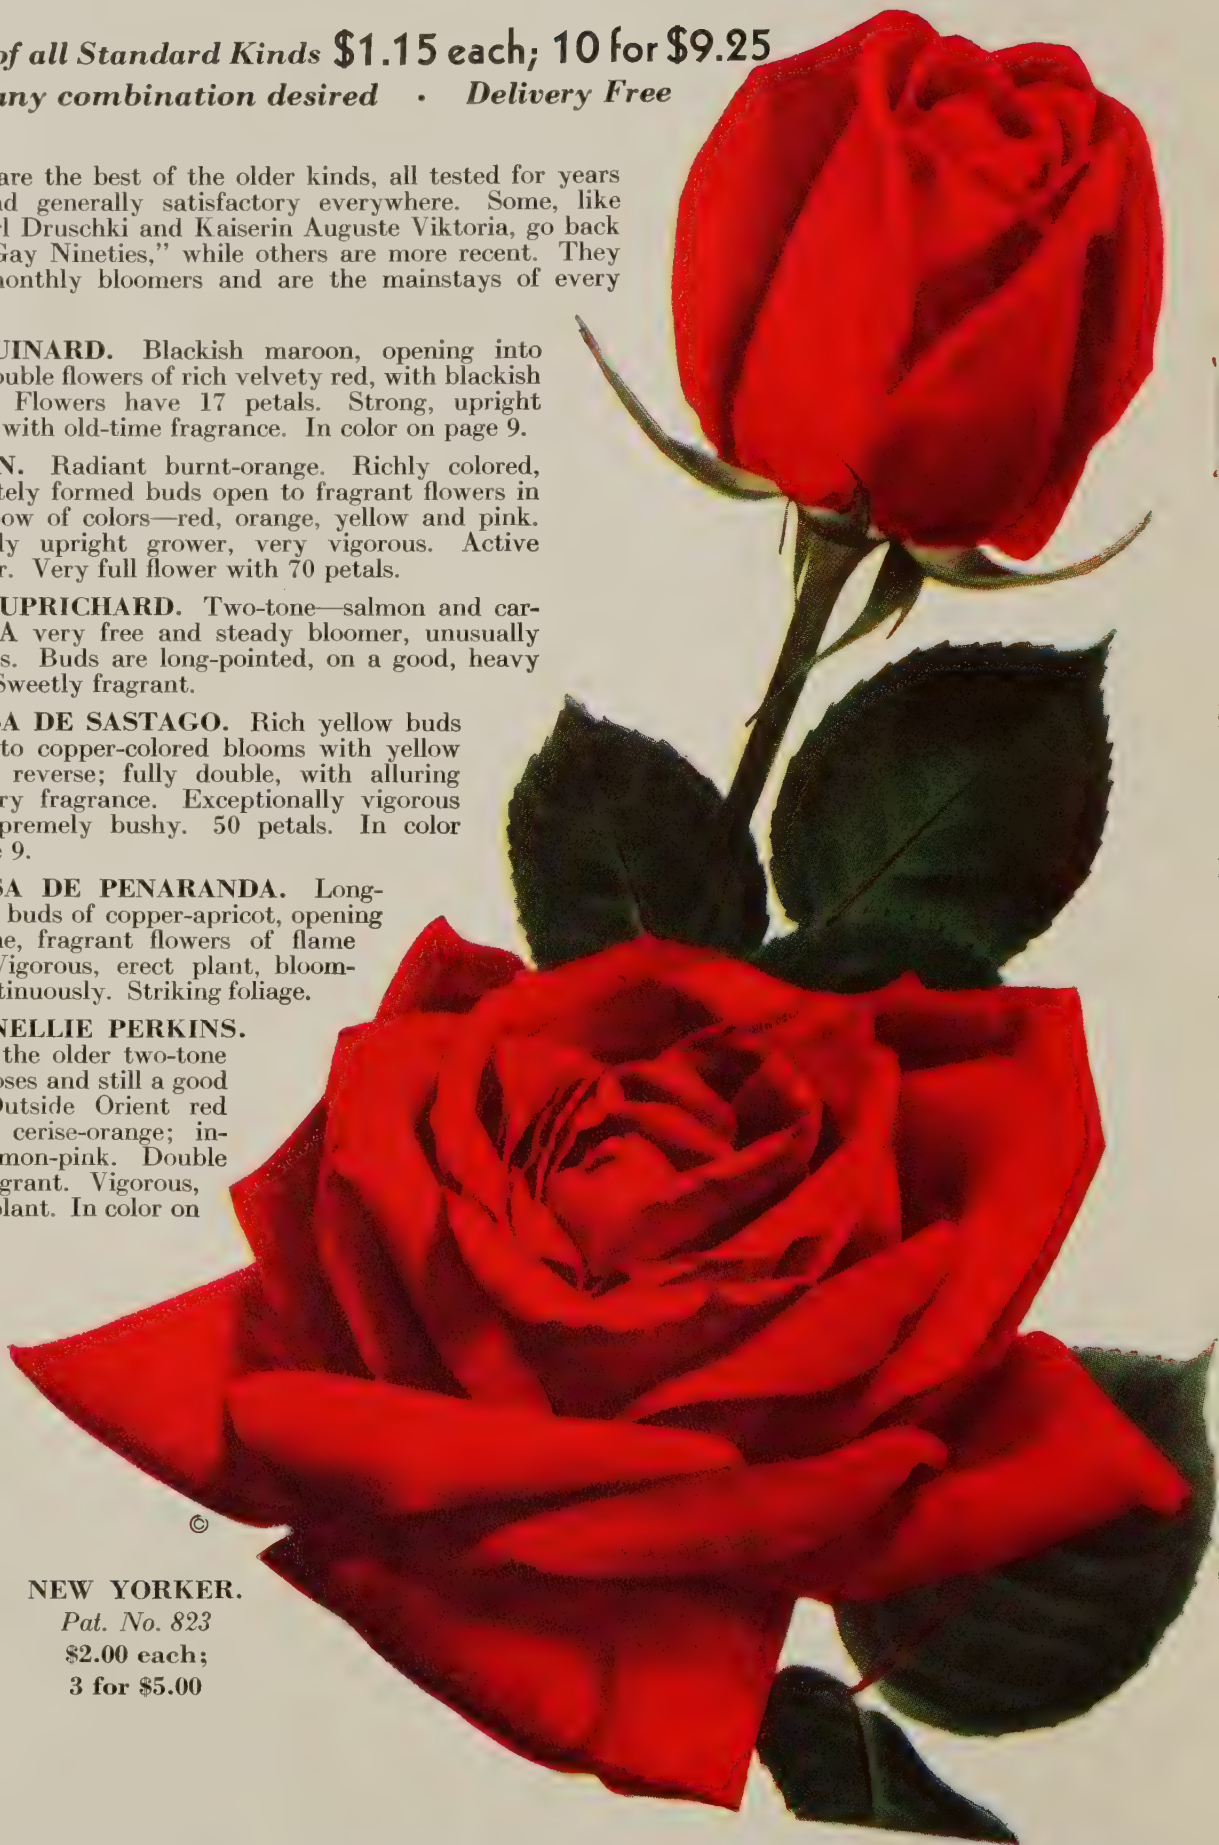 of all Standard Kinds $1.15 each; 10 for $9.25
any combination desired · Delivery Free
are the best of the older kinds, all tested for years
generally satisfactory everywhere. Some, like
Druschki and Kaiserin Auguste Viktoria, go back
Gay Nineties,” while others are more recent. They
monthly bloomers and are the mainstays of every
UINARD. Blackish maroon, opening into
ouble flowers of rich velvety red, with blackish
Flowers have 17 petals. Strong, upright
with old-time fragrance. In color on page 9.
N. Radiant burnt-orange. Richly colored,
tely formed buds open to fragrant flowers in
ow of colors—red, orange, yellow and pink.
ly upright grower, very vigorous. Active
r. Very full flower with 70 petals.
UPRICHARD. Two-tone—salmon and car-
A very free and steady bloomer, unusually
s. Buds are long-pointed, on a good, heavy
Sweetly fragrant.
A DE SASTAGO. Rich yellow buds
to copper-colored blooms with yellow
reverse; fully double, with alluring
ry fragrance. Exceptionally vigorous
premely bushy. 50 petals. In color
9.
SA DE PENARANDA. Long-
buds of copper-apricot, opening
ne, fragrant flowers of flame
Vigorous, erect plant, bloom-
tinuously. Striking foliage.
NELLIE PERKINS.
the older two-tone
oses and still a good
Outside Orient red
cerise-orange; in-
mon-pink. Double
grant. Vigorous,
plant. In color on
©
NEW YORKER.
Pat. No. 823
$2.00 each;
3 for $5.00